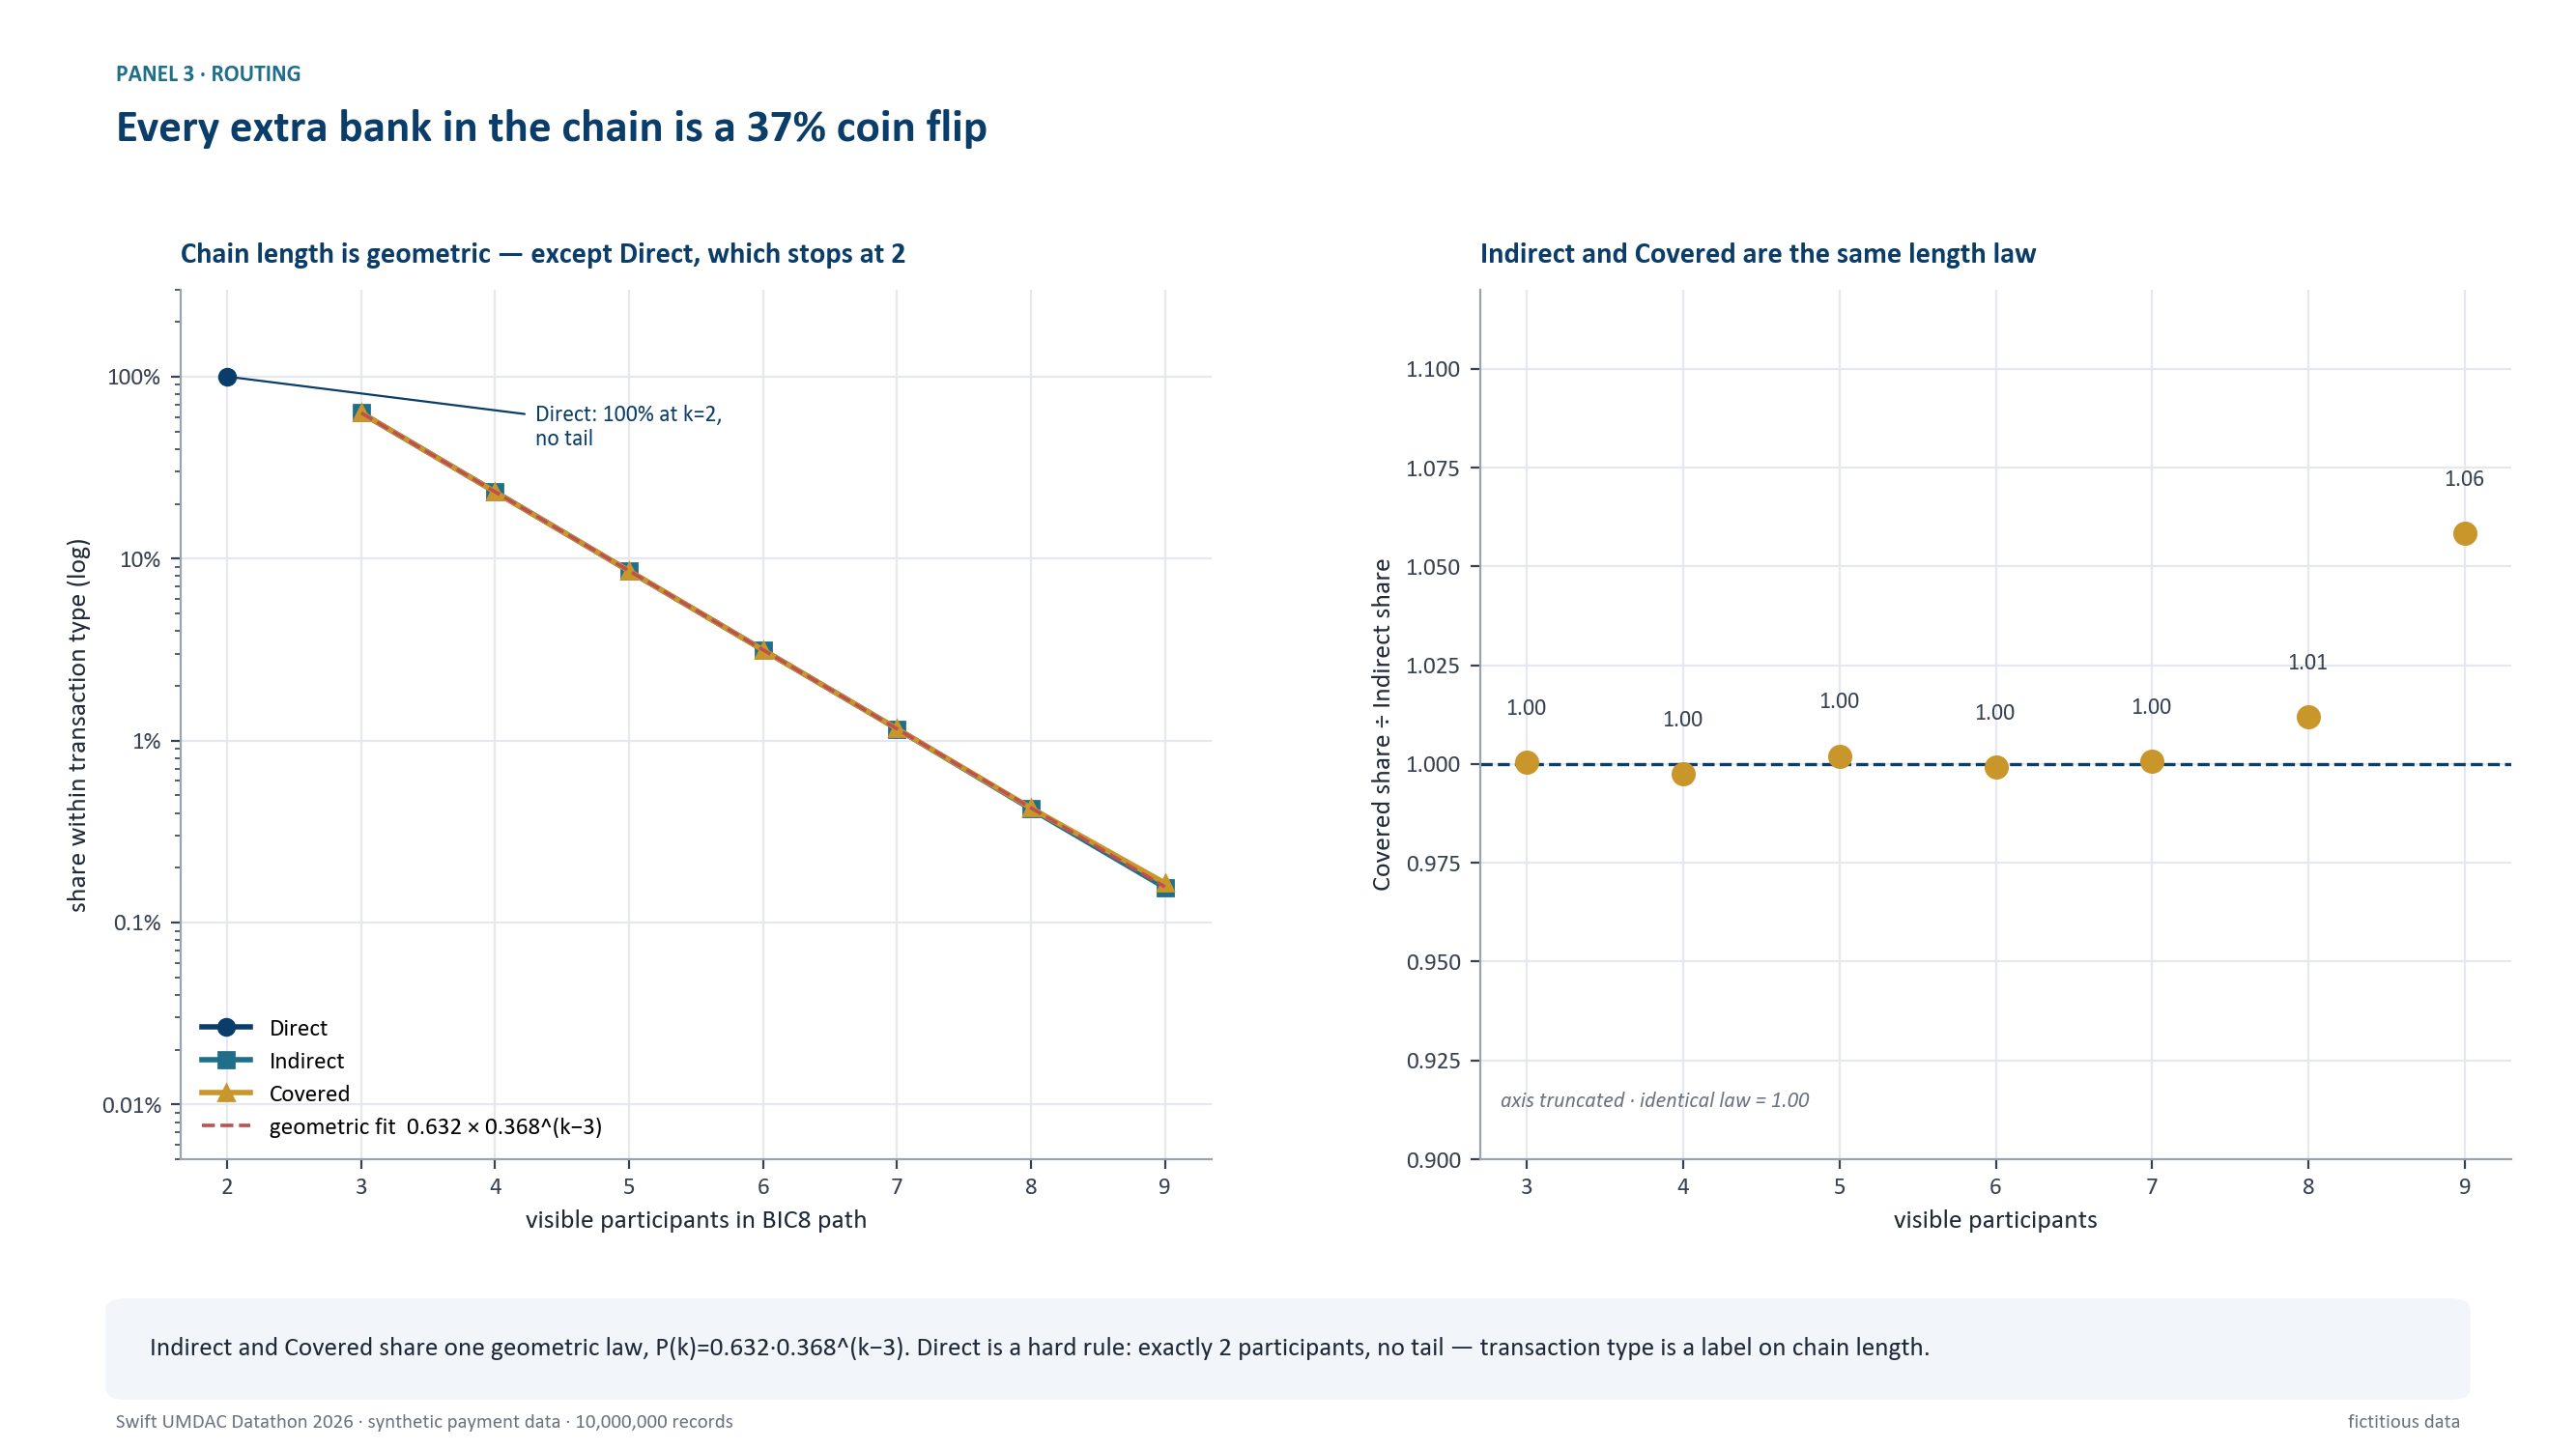 PANEL 3 · ROUTING
Every extra bank in the chain is a 37% coin flip
Chain length is geometric — except Direct, which stops at 2
share within transaction type (log)
100%
10%
1%
0.1%
0.01%
Direct: 100% at k=2,
no tail
Direct
Indirect
Covered
geometric fit 0.632 × 0.368^(k−3)
2 3 4 5 6 7 8 9
visible participants in BIC8 path
Indirect and Covered are the same length law
Covered share ÷ Indirect share
1.100
1.075
1.050
1.025
1.000
0.975
0.950
0.925
0.900
1.00 1.00 1.00 1.00 1.00 1.01 1.06
axis truncated · identical law = 1.00
3 4 5 6 7 8 9
visible participants
Indirect and Covered share one geometric law, P(k)=0.632·0.368^(k−3). Direct is a hard rule: exactly 2 participants, no tail — transaction type is a label on chain length.
Swift UMDAC Datathon 2026 · synthetic payment data · 10,000,000 records
fictitious data